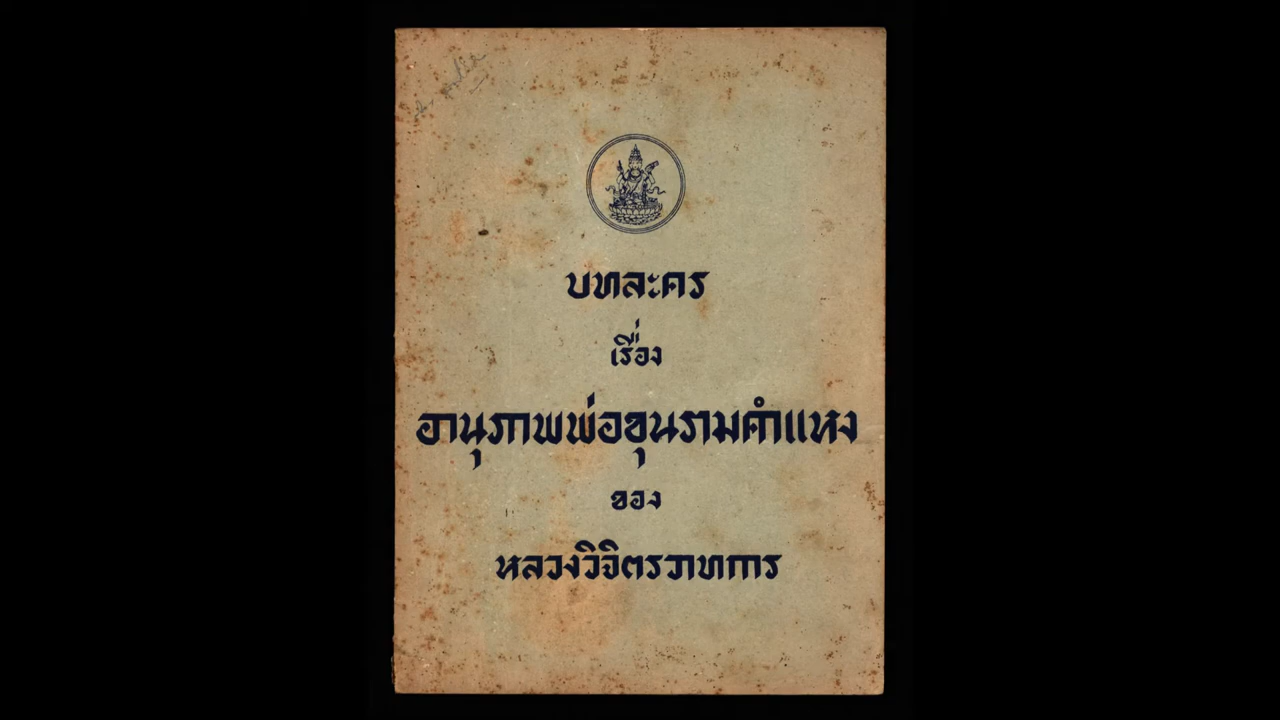 บทละคร
เรื่อง
อานุภาพพ่อขุนรามคำแหง
ของ
หลวงวิจิตรวาทการ